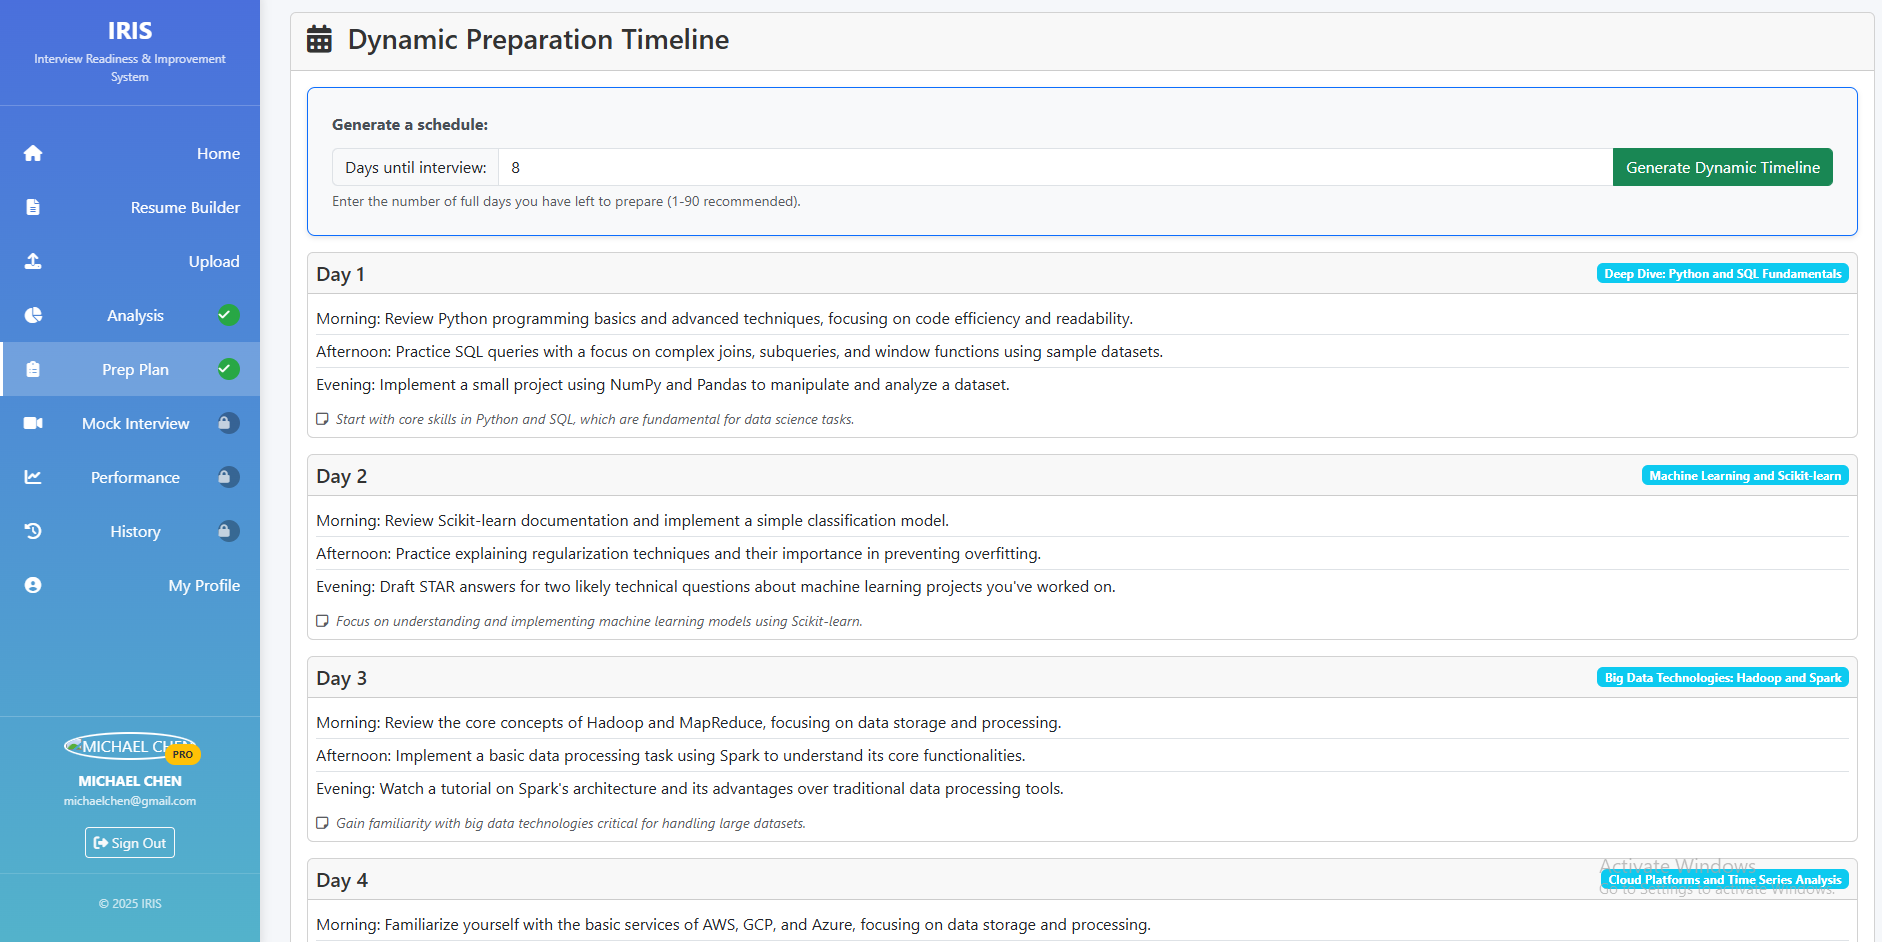 IRIS
Interview Readiness & Improvement
System
Home
Resume Builder
Upload
Analysis
Prep Plan
Mock Interview
Performance
History
My Profile
MICHAEL CHEN
PRO
MICHAEL CHEN
michaelchen@gmail.com
Sign Out
© 2025 IRIS
Dynamic Preparation Timeline
Generate a schedule:
Days until interview: 8 Generate Dynamic Timeline
Enter the number of full days you have left to prepare (1-90 recommended).
Day 1 Deep Dive: Python and SQL Fundamentals
Morning: Review Python programming basics and advanced techniques, focusing on code efficiency and readability.
Afternoon: Practice SQL queries with a focus on complex joins, subqueries, and window functions using sample datasets.
Evening: Implement a small project using NumPy and Pandas to manipulate and analyze a dataset.
Start with core skills in Python and SQL, which are fundamental for data science tasks.
Day 2 Machine Learning and Scikit-learn
Morning: Review Scikit-learn documentation and implement a simple classification model.
Afternoon: Practice explaining regularization techniques and their importance in preventing overfitting.
Evening: Draft STAR answers for two likely technical questions about machine learning projects you've worked on.
Focus on understanding and implementing machine learning models using Scikit-learn.
Day 3 Big Data Technologies: Hadoop and Spark
Morning: Review the core concepts of Hadoop and MapReduce, focusing on data storage and processing.
Afternoon: Implement a basic data processing task using Spark to understand its core functionalities.
Evening: Watch a tutorial on Spark's architecture and its advantages over traditional data processing tools.
Gain familiarity with big data technologies critical for handling large datasets.
Activate Windows
Go to Settings to activate Windows.
Day 4 Cloud Platforms and Time Series Analysis
Morning: Familiarize yourself with the basic services of AWS, GCP, and Azure, focusing on data storage and processing.